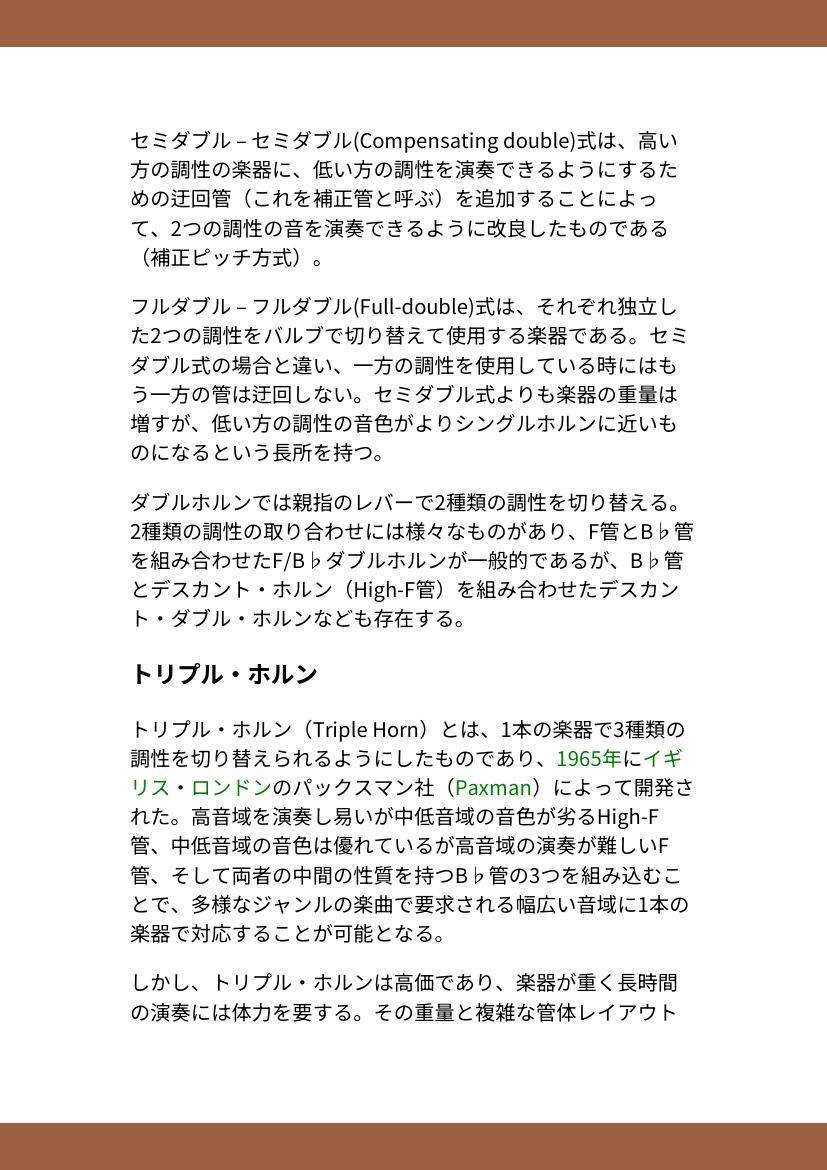 セミダブル – セミダブル(Compensating double)式は、高い
方の調性の楽器に、低い方の調性を演奏できるようにするた
めの迂回管（これを補正管と呼ぶ）を追加することによっ
て、2つの調性の音を演奏できるように改良したものである
（補正ピッチ方式）。
フルダブル – フルダブル(Full-double)式は、それぞれ独立し
た2つの調性をバルブで切り替えて使用する楽器である。セミ
ダブル式の場合と違い、一方の調性を使用している時にはも
う一方の管は迂回しない。セミダブル式よりも楽器の重量は
増すが、低い方の調性の音色がよりシングルホルンに近いも
のになるという長所を持つ。
ダブルホルンでは親指のレバーで2種類の調性を切り替える。
2種類の調性の取り合わせには様々なものがあり、F管とB♭管
を組み合わせたF/B♭ダブルホルンが一般的であるが、B♭管
とデスカント・ホルン（High-F管）を組み合わせたデスカン
ト・ダブル・ホルンなども存在する。
トリプル・ホルン
トリプル・ホルン（Triple Horn）とは、1本の楽器で3種類の
調性を切り替えられるようにしたものであり、1965年にイギ
リス・ロンドンのパックスマン社（Paxman）によって開発さ
れた。高音域を演奏し易いが中低音域の音色が劣るHigh-F
管、中低音域の音色は優れているが高音域の演奏が難しいF
管、そして両者の中間の性質を持つB♭管の3つを組み込むこ
とで、多様なジャンルの楽曲で要求される幅広い音域に1本の
楽器で対応することが可能となる。
しかし、トリプル・ホルンは高価であり、楽器が重く長時間
の演奏には体力を要する。その重量と複雑な管体レイアウト